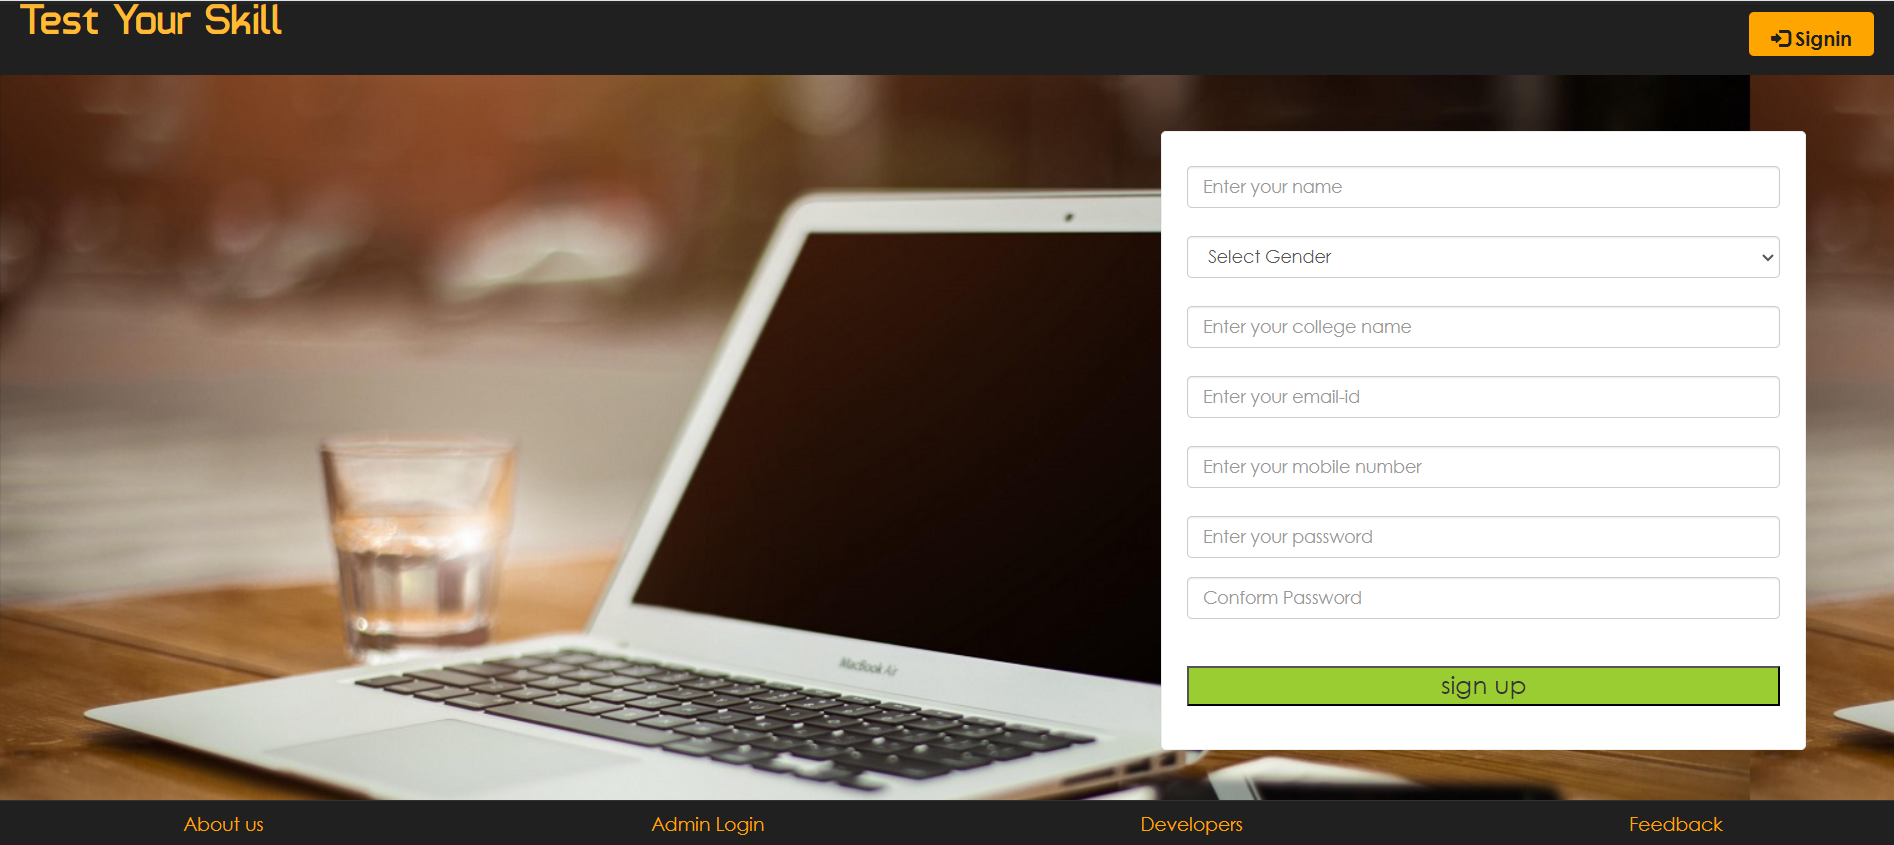 Test Your Skill
Signin
Enter your name
Select Gender
Enter your college name
Enter your email-id
Enter your mobile number
Enter your password
Conform Password
sign up
MacBook Air
About us
Admin Login
Developers
Feedback